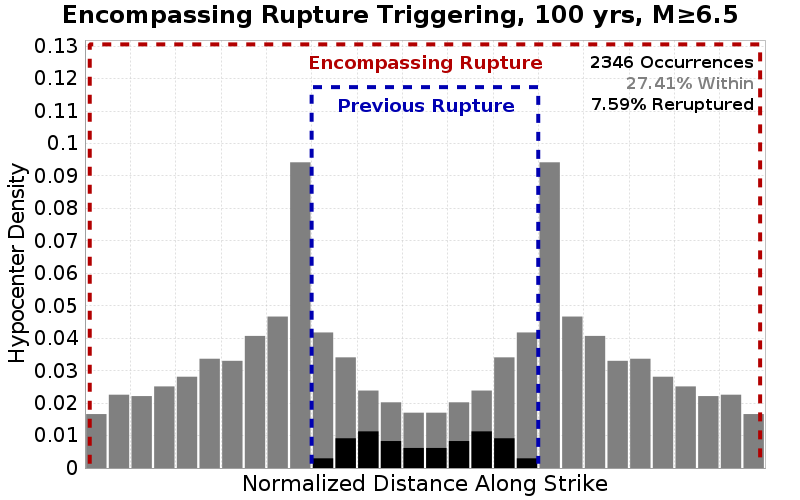 Encompassing Rupture Triggering, 100 yrs, M≥6.5
0.13
0.12
0.11
0.1
0.09
0.08
0.07
0.06
0.05
0.04
0.03
0.02
0.01
0
Hypocenter Density
Encompassing Rupture
Previous Rupture
2346 Occurrences
27.41% Within
7.59% Reruptured
Normalized Distance Along Strike